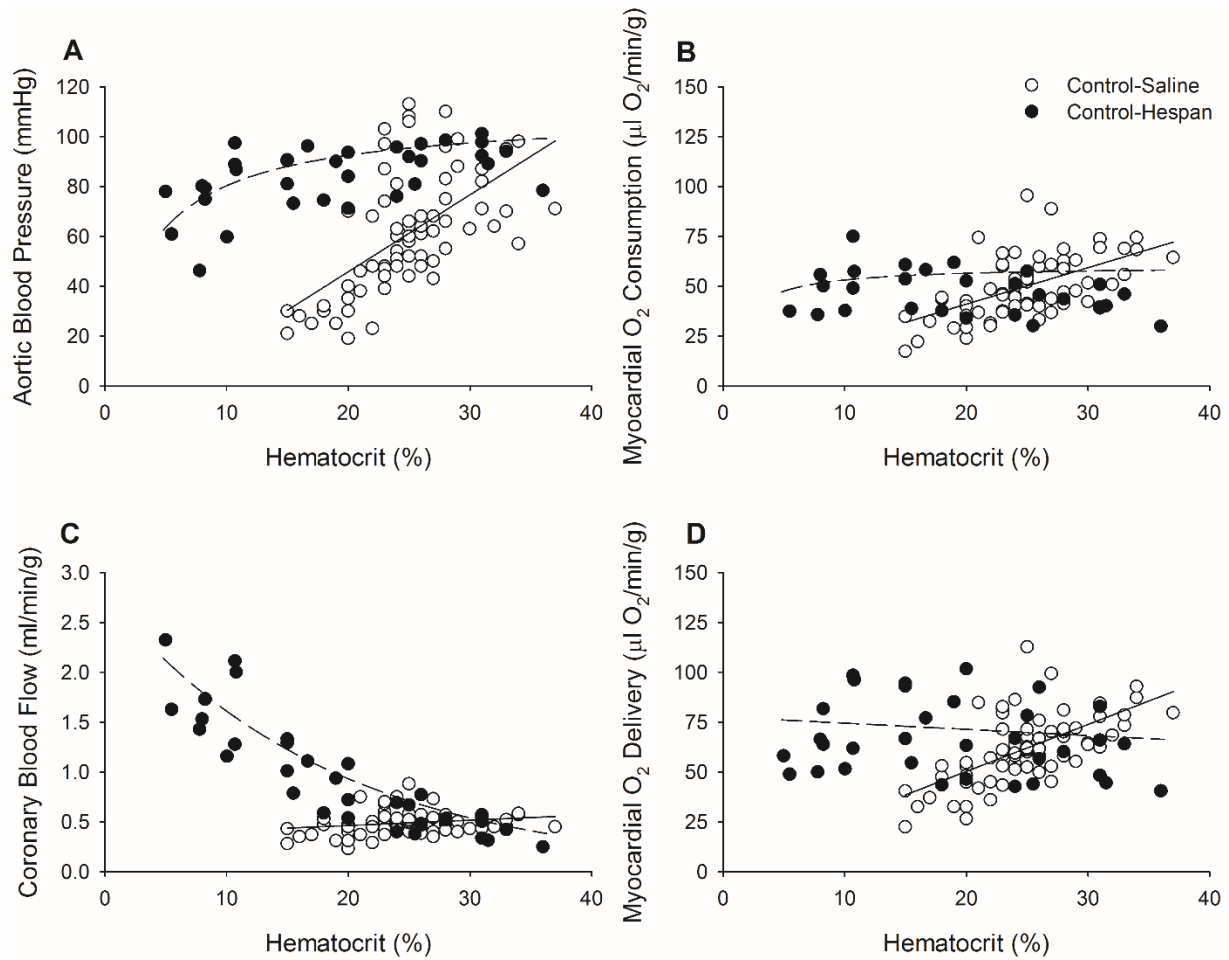 A
Aortic Blood Pressure (mmHg)
120
100
80
60
40
20
0
0 10 20 30 40
Hematocrit (%)
B
Myocardial O₂ Consumption (µl O₂/min/g)
150
125
100
75
50
25
0
0 10 20 30 40
Hematocrit (%)
Control-Saline
Control-Hespan
C
Coronary Blood Flow (ml/min/g)
3.0
2.5
2.0
1.5
1.0
0.5
0.0
0 10 20 30 40
Hematocrit (%)
D
Myocardial O₂ Delivery (µl O₂/min/g)
150
125
100
75
50
25
0
0 10 20 30 40
Hematocrit (%)